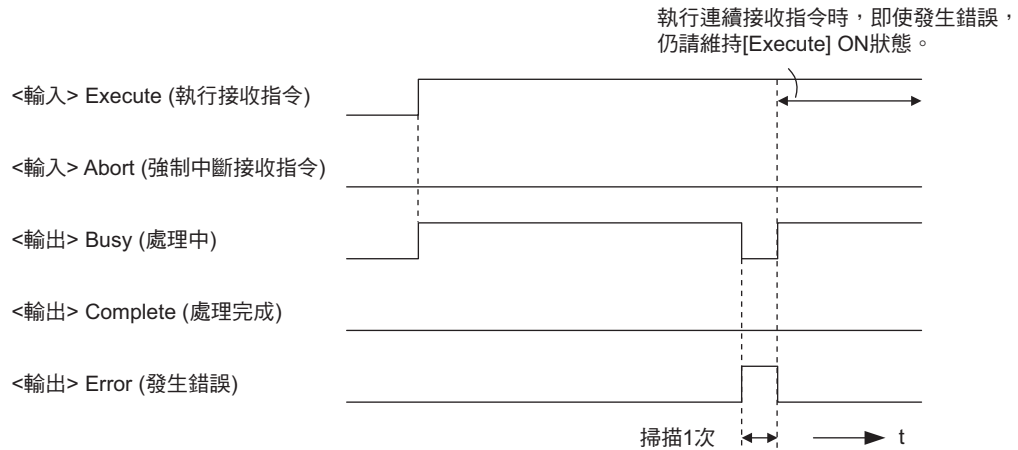 執行連續接收指令時，即使發生錯誤，
仍請維持[Execute] ON狀態。
<輸入> Execute (執行接收指令)
<輸入> Abort (強制中斷接收指令)
<輸出> Busy (處理中)
<輸出> Complete (處理完成)
<輸出> Error (發生錯誤)
掃描1次
t